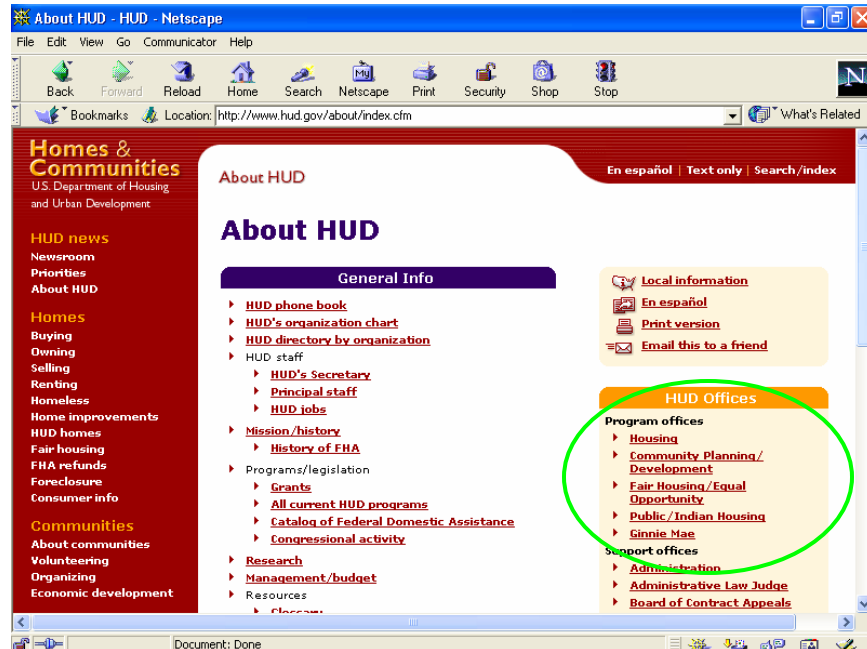 About HUD - HUD - Netscape
File Edit View Go Communicator Help
Back Forward Reload Home Search Netscape Print Security Shop Stop
My
N
Bookmarks Location: http://www.hud.gov/about/index.cfm What's Related
Homes &
Communities
U.S. Department of Housing
and Urban Development
HUD news
Newsroom
Priorities
About HUD
Homes
Buying
Owning
Selling
Renting
Homeless
Home improvements
HUD homes
Fair housing
FHA refunds
Foreclosure
Consumer info
Communities
About communities
Volunteering
Organizing
Economic development
About HUD
En español | Text only | Search/index
About HUD
General Info
HUD phone book
HUD's organization chart
HUD directory by organization
HUD staff
HUD's Secretary
Principal staff
HUD jobs
Mission/history
History of FHA
Programs/legislation
Grants
All current HUD programs
Catalog of Federal Domestic Assistance
Congressional activity
Research
Management/budget
Resources
Glossary
Local information
En español
Print version
Email this to a friend
HUD Offices
Program offices
Housing
Community Planning/
Development
Fair Housing/Equal
Opportunity
Public/Indian Housing
Ginnie Mae
Support offices
Administration
Administrative Law Judge
Board of Contract Appeals
Document: Done